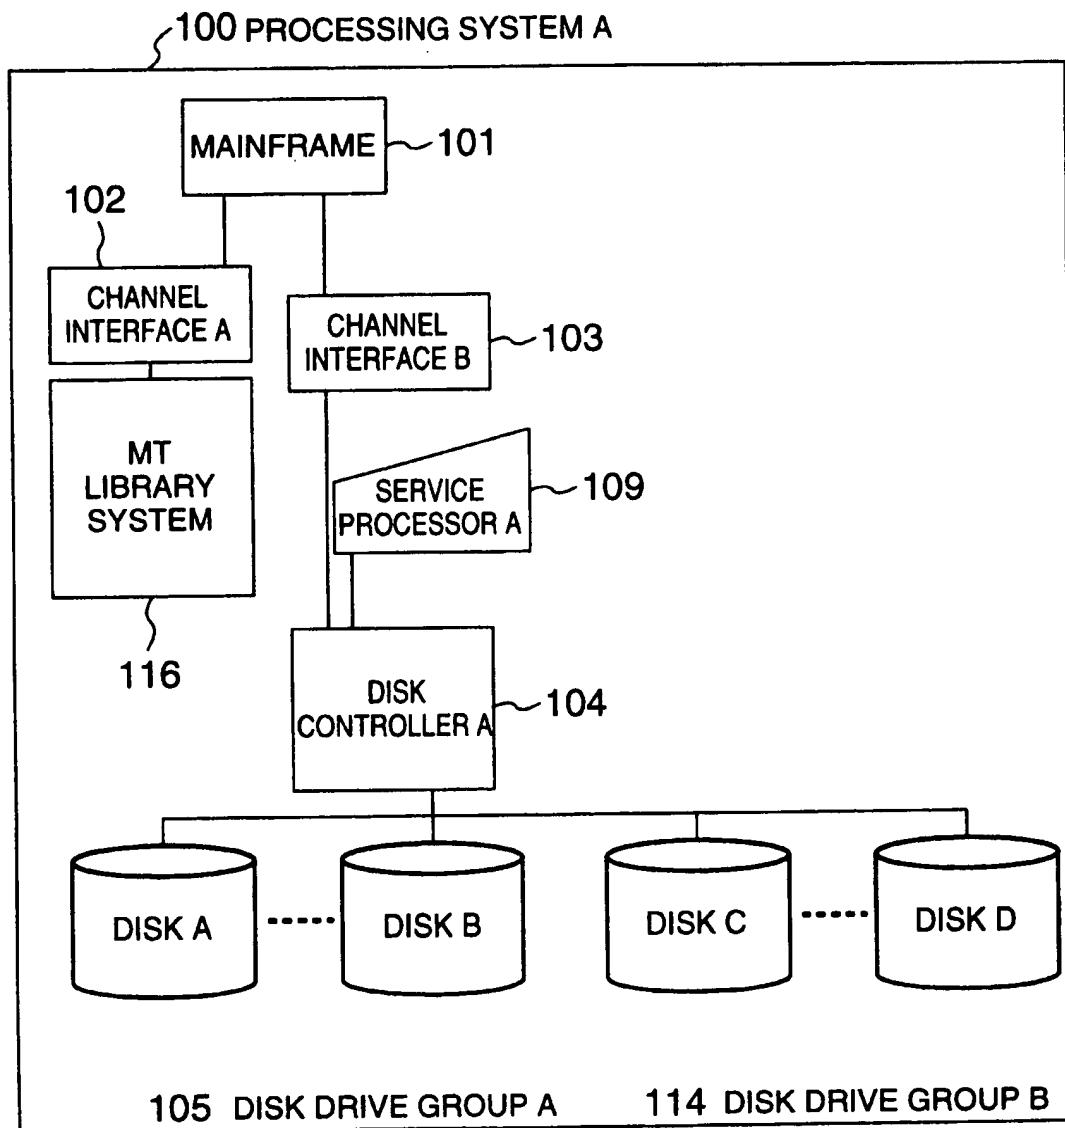 100 PROCESSING SYSTEM A
MAINFRAME
101
102
CHANNEL
INTERFACE A
CHANNEL
INTERFACE B
103
MT
LIBRARY
SYSTEM
SERVICE
PROCESSOR A
109
116
DISK
CONTROLLER A
104
DISK A
DISK B
DISK C
DISK D
105 DISK DRIVE GROUP A
114 DISK DRIVE GROUP B